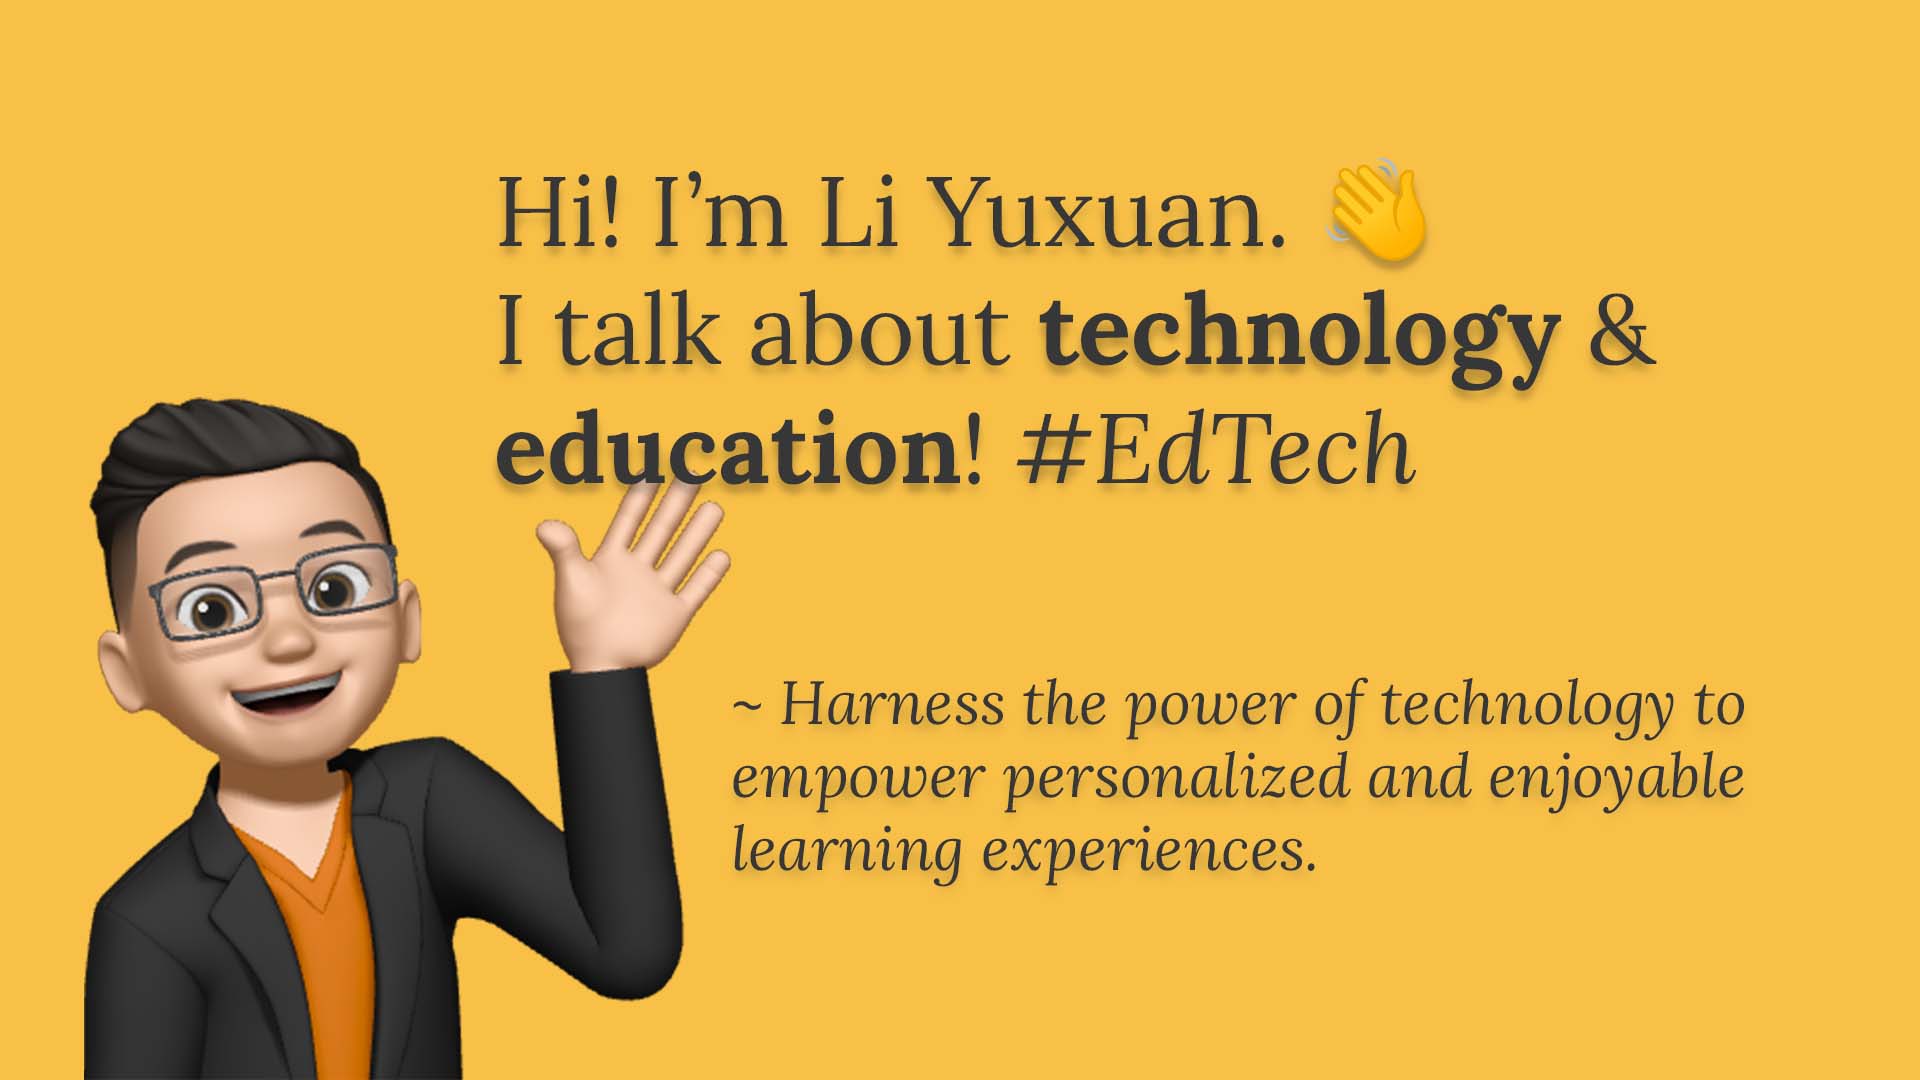 Hi! I’m Li Yuxuan. 👋
I talk about technology &
education! #EdTech
~ Harness the power of technology to
empower personalized and enjoyable
learning experiences.